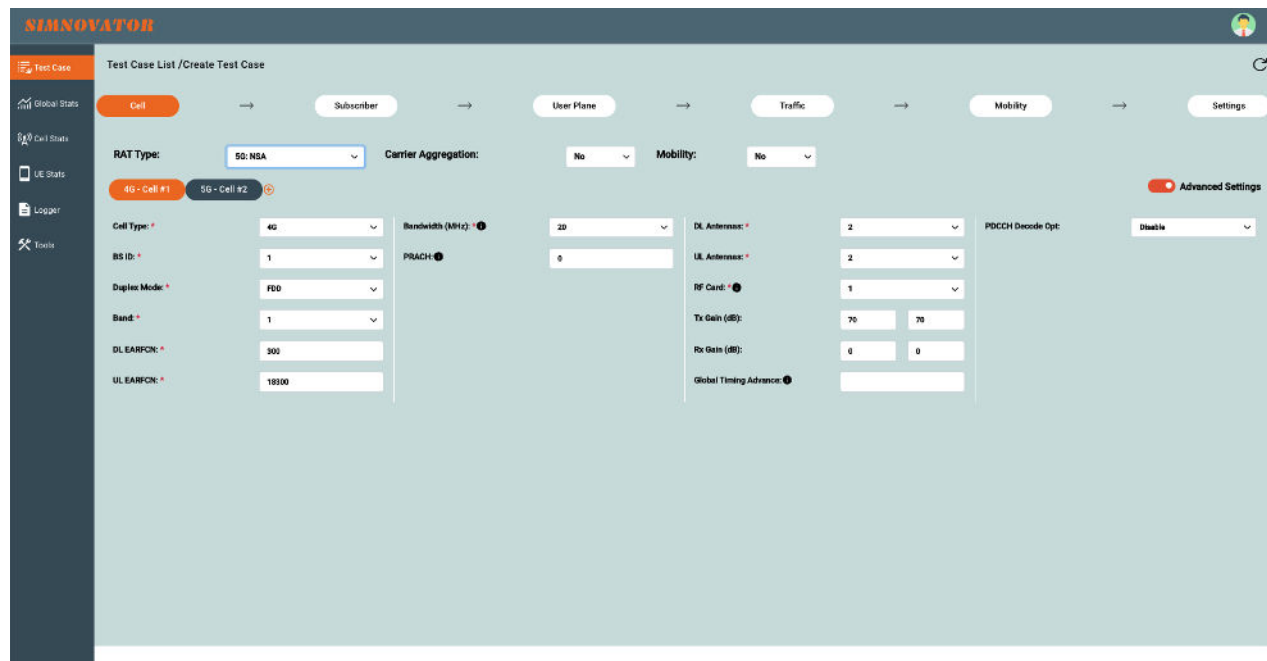 SIMNOVATOR
Test Case
Global Stats
Cell Stats
UE Stats
Logger
Tools
Test Case List /Create Test Case
Cell → Subscriber → User Plane → Traffic → Mobility → Settings
RAT Type: 5G: NSA Carrier Aggregation: No Mobility: No
4G - Cell #1 5G - Cell #2 Advanced Settings
Cell Type: * 4G
BS ID: * 1
Duplex Mode: * FDD
Band: * 1
DL EARFCN: * 300
UL EARFCN: * 18300
Bandwidth (MHz): * 20
PRACH: 0
DL Antennas: * 2
UL Antennas: * 2
RF Card: * 1
Tx Gain (dB): 70 70
Rx Gain (dB): 0 0
Global Timing Advance:
PDCCH Decode Opt: Disable